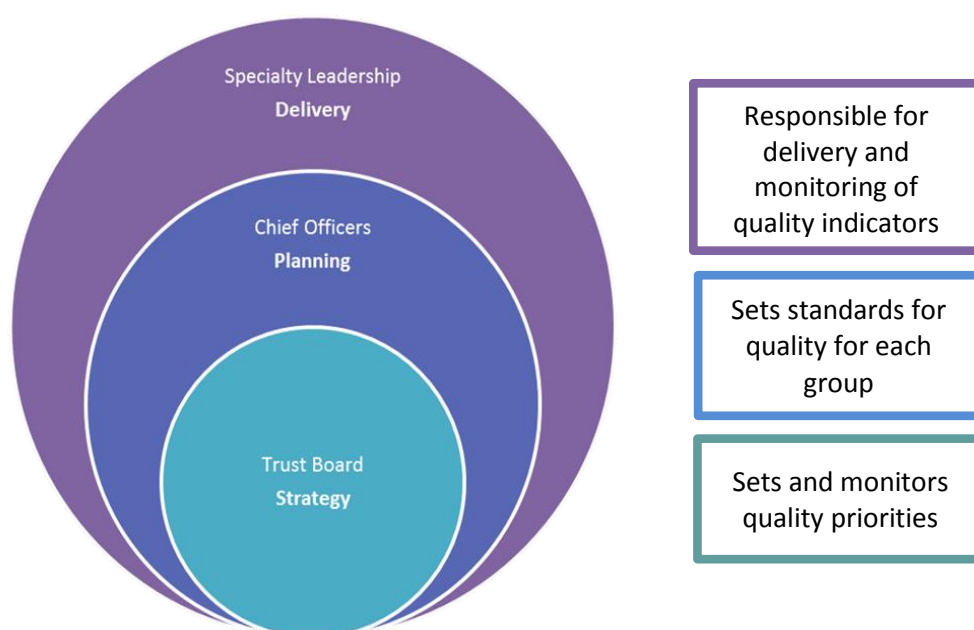 Specialty Leadership
Delivery
Chief Officers
Planning
Trust Board
Strategy
Responsible for
delivery and
monitoring of
quality indicators
Sets standards for
quality for each
group
Sets and monitors
quality priorities